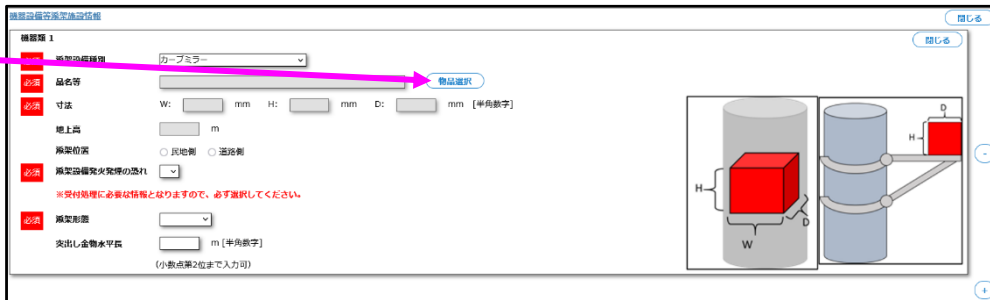 機器設備等添架施設情報 閉じる
機器類 1 閉じる
必須 添架設備種別 カーブミラー
必須 品名等 物品選択
必須 寸法 W: mm H: mm D: mm [半角数字]
地上高 m
添架位置 民地側 道路側
必須 添架設備発火発煙の恐れ
※受付処理に必要な情報となりますので、必ず選択してください。
必須 添架形態
突出し金物水平長 m [半角数字]
(小数点第2位まで入力可)
H
W
D
D
H
-
+